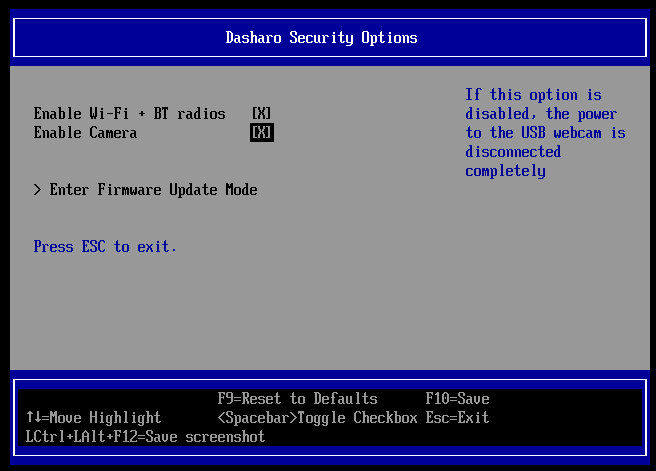 Dasharo Security Options
Enable Wi-Fi + BT radios [X]
Enable Camera [X]
> Enter Firmware Update Mode
Press ESC to exit.
If this option is
disabled, the power
to the USB webcam is
disconnected
completely
F9=Reset to Defaults F10=Save
↑↓=Move Highlight <Spacebar>Toggle Checkbox Esc=Exit
LCtrl+LAlt+F12=Save screenshot